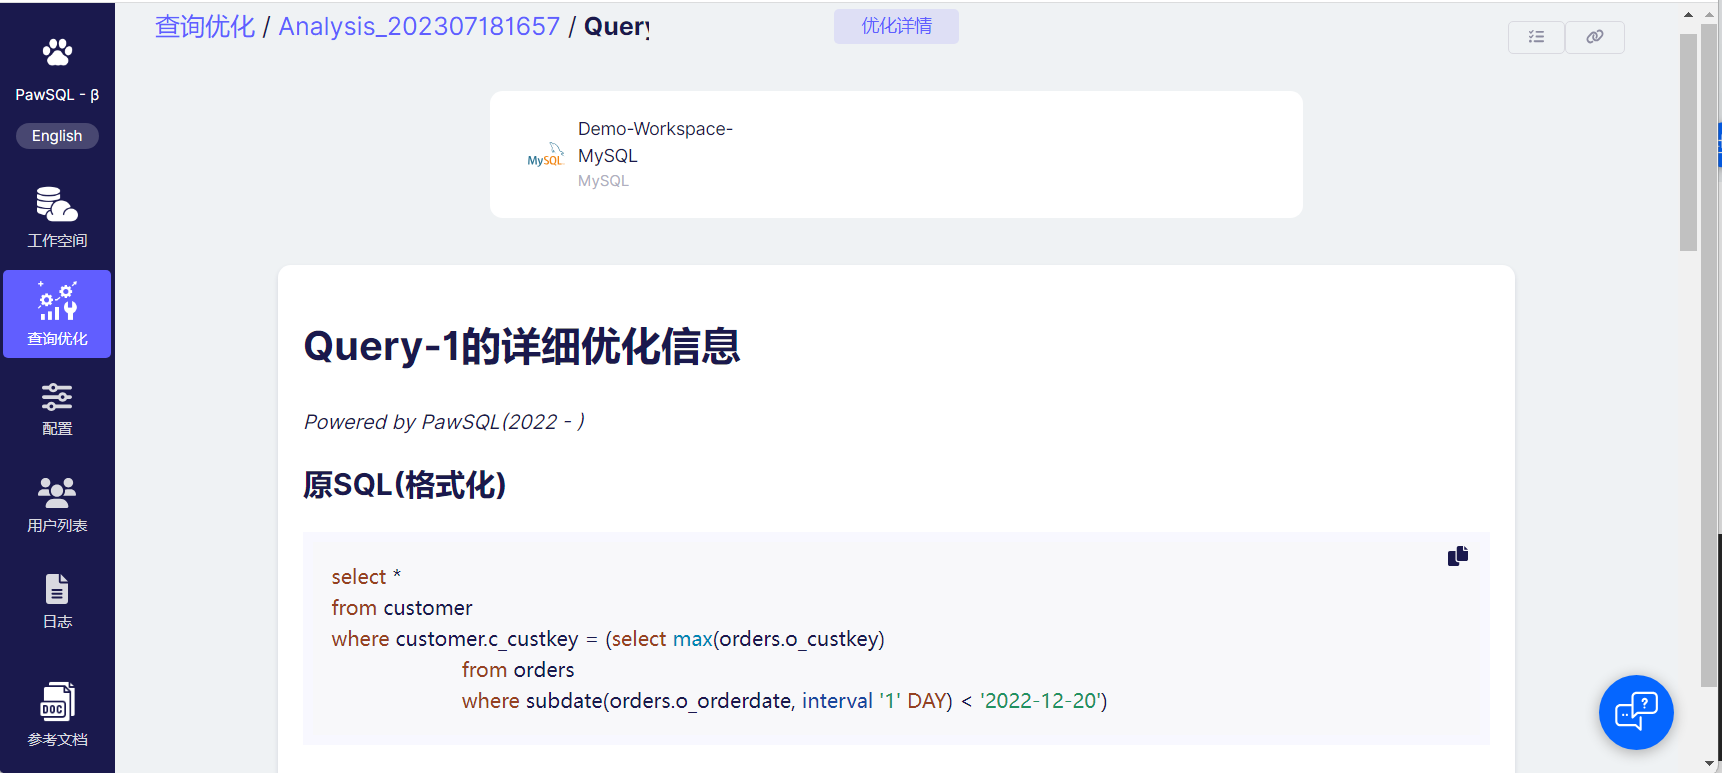 PawSQL - β
English
工作空间
查询优化
配置
用户列表
日志
DOC
参考文档
查询优化 / Analysis_202307181657 / Query
优化详情
MySQL
Demo-Workspace-
MySQL
MySQL
Query-1的详细优化信息
Powered by PawSQL(2022 - )
原SQL(格式化)
select *
from customer
where customer.c_custkey = (select max(orders.o_custkey)
from orders
where subdate(orders.o_orderdate, interval '1' DAY) < '2022-12-20')